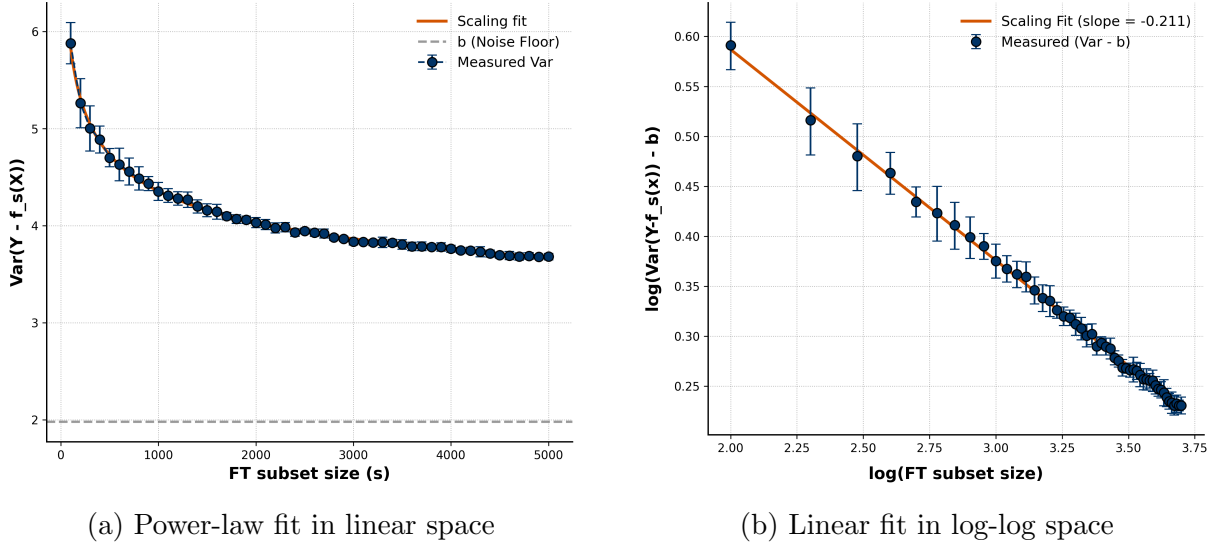 Var(Y - f_s(X))
6
5
4
3
2
Scaling fit
b (Noise Floor)
Measured Var
0
1000
2000
3000
4000
5000
FT subset size (s)
(a) Power-law fit in linear space
log(Var(Y-f_s(x)) - b)
0.60
0.55
0.50
0.45
0.40
0.35
0.30
0.25
Scaling Fit (slope = -0.211)
Measured (Var - b)
2.00
2.25
2.50
2.75
3.00
3.25
3.50
3.75
log(FT subset size)
(b) Linear fit in log-log space